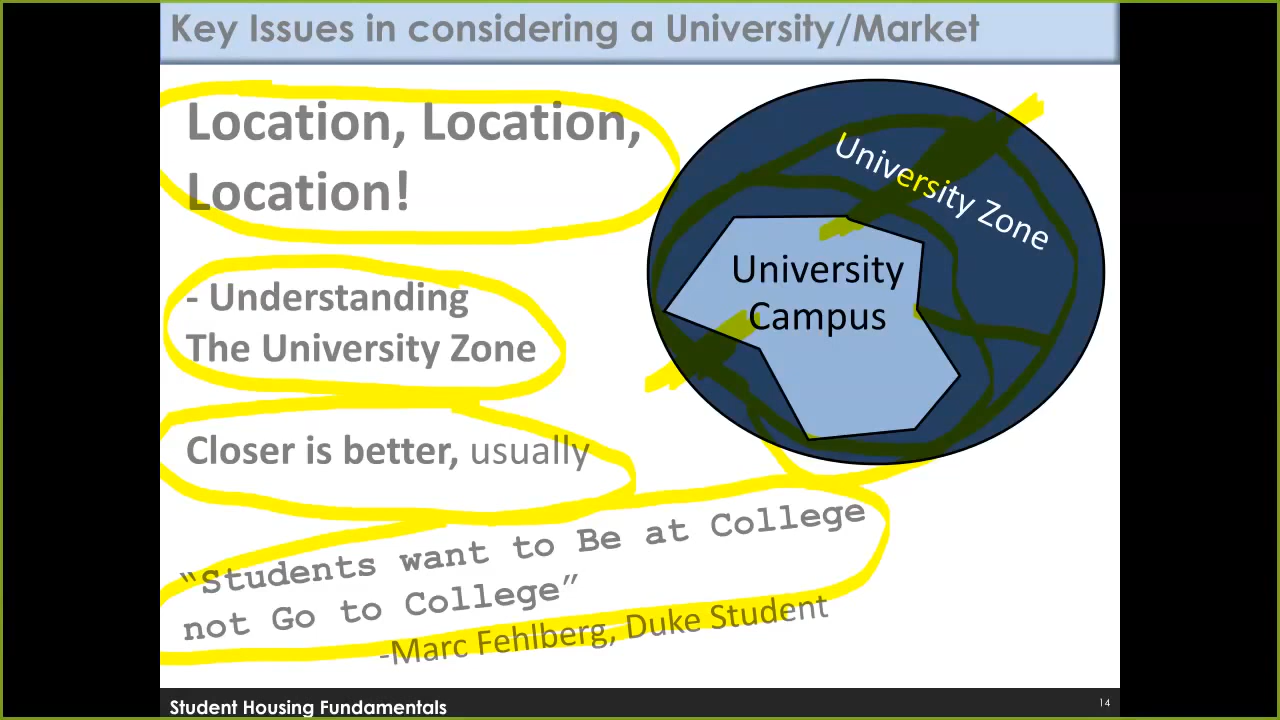 Key Issues in considering a University/Market
Location, Location,
Location!
- Understanding
The University Zone
Closer is better, usually
“Students want to Be at College
not Go to College”
-Marc Fehlberg, Duke Student
University Zone
University
Campus
Student Housing Fundamentals
14